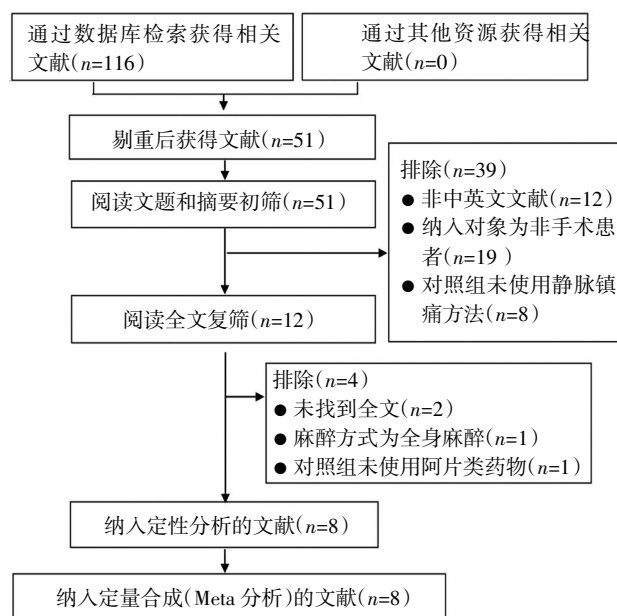 通过数据库检索获得相关
文献(n=116)
通过其他资源获得相关
文献(n=0)
剔重后获得文献(n=51)
阅读文题和摘要初筛(n=51)
排除(n=39)
● 非中英文文献(n=12)
● 纳入对象为非手术患
者(n=19 )
● 对照组未使用静脉镇
痛方法(n=8)
阅读全文复筛(n=12)
排除(n=4)
● 未找到全文(n=2)
● 麻醉方式为全身麻醉(n=1)
● 对照组未使用阿片类药物(n=1)
纳入定性分析的文献(n=8)
纳入定量合成(Meta 分析)的文献(n=8)